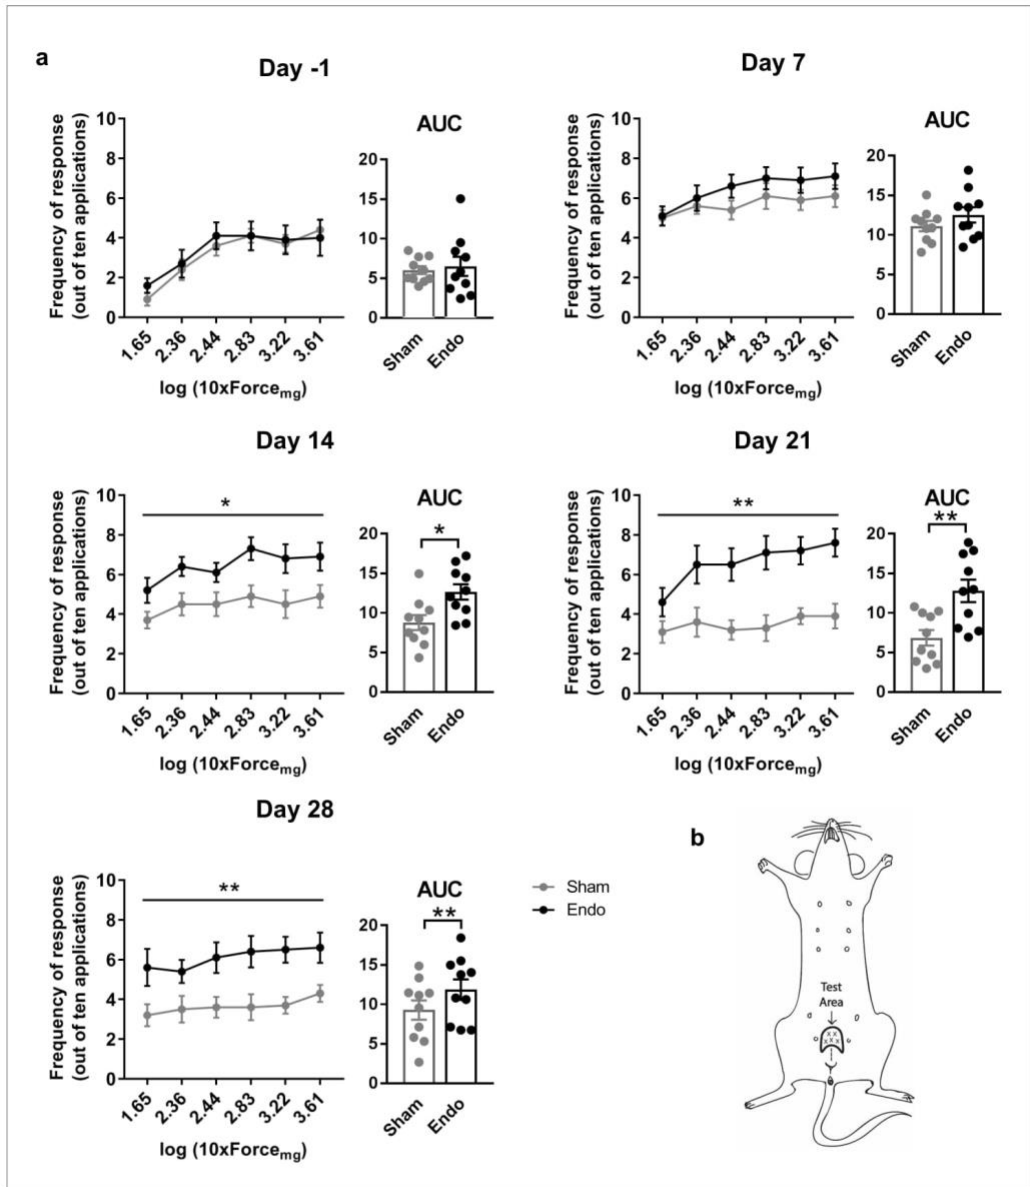 a
Day -1
Frequency of response
(out of ten applications)
10
8
6
4
2
0
1.65
2.36
2.44
2.83
3.22
3.61
log (10xForcemg)
AUC
20
15
10
5
0
Sham
Endo
Day 7
Frequency of response
(out of ten applications)
10
8
6
4
2
0
1.65
2.36
2.44
2.83
3.22
3.61
log (10xForcemg)
AUC
20
15
10
5
0
Sham
Endo
Day 14
Frequency of response
(out of ten applications)
10
8
6
4
2
0
*
1.65
2.36
2.44
2.83
3.22
3.61
log (10xForcemg)
AUC
*
20
15
10
5
0
Sham
Endo
Day 21
Frequency of response
(out of ten applications)
10
8
6
4
2
0
**
1.65
2.36
2.44
2.83
3.22
3.61
log (10xForcemg)
AUC
**
20
15
10
5
0
Sham
Endo
Day 28
Frequency of response
(out of ten applications)
10
8
6
4
2
0
**
1.65
2.36
2.44
2.83
3.22
3.61
log (10xForcemg)
AUC
**
20
15
10
5
0
Sham
Endo
Sham
Endo
b
Test
Area
x x
x x x